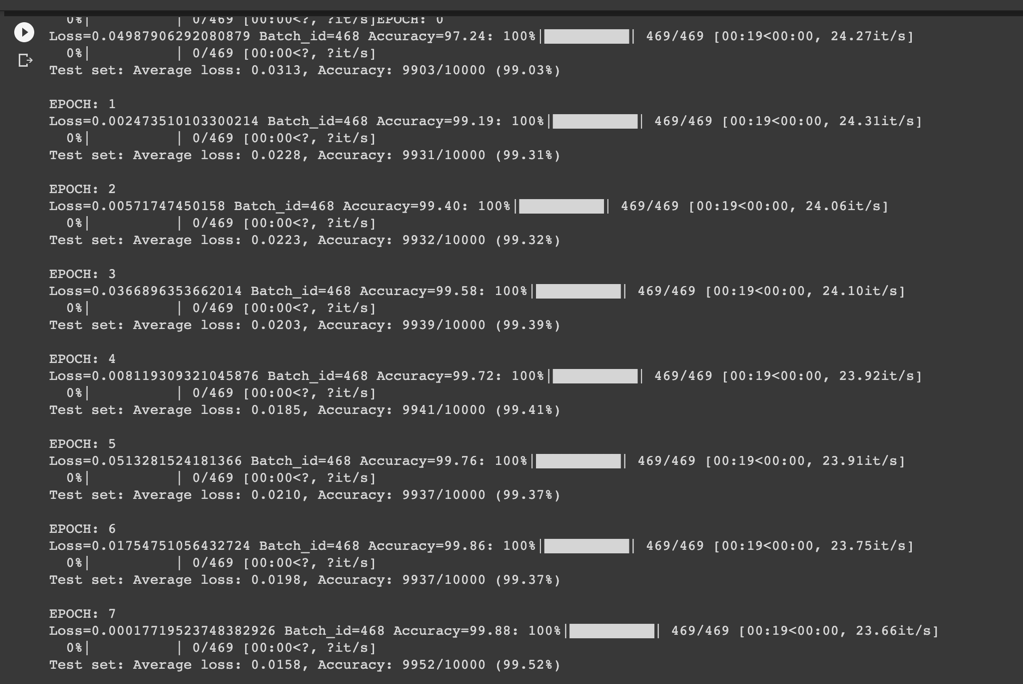 0%|          | 0/469 [00:00<?, ?it/s]EPOCH: 0
Loss=0.04987906292080879 Batch_id=468 Accuracy=97.24: 100%|██████████| 469/469 [00:19<00:00, 24.27it/s]
0%|          | 0/469 [00:00<?, ?it/s]
Test set: Average loss: 0.0313, Accuracy: 9903/10000 (99.03%)

EPOCH: 1
Loss=0.002473510103300214 Batch_id=468 Accuracy=99.19: 100%|██████████| 469/469 [00:19<00:00, 24.31it/s]
0%|          | 0/469 [00:00<?, ?it/s]
Test set: Average loss: 0.0228, Accuracy: 9931/10000 (99.31%)

EPOCH: 2
Loss=0.00571747450158 Batch_id=468 Accuracy=99.40: 100%|██████████| 469/469 [00:19<00:00, 24.06it/s]
0%|          | 0/469 [00:00<?, ?it/s]
Test set: Average loss: 0.0223, Accuracy: 9932/10000 (99.32%)

EPOCH: 3
Loss=0.0366896353662014 Batch_id=468 Accuracy=99.58: 100%|██████████| 469/469 [00:19<00:00, 24.10it/s]
0%|          | 0/469 [00:00<?, ?it/s]
Test set: Average loss: 0.0203, Accuracy: 9939/10000 (99.39%)

EPOCH: 4
Loss=0.008119309321045876 Batch_id=468 Accuracy=99.72: 100%|██████████| 469/469 [00:19<00:00, 23.92it/s]
0%|          | 0/469 [00:00<?, ?it/s]
Test set: Average loss: 0.0185, Accuracy: 9941/10000 (99.41%)

EPOCH: 5
Loss=0.0513281524181366 Batch_id=468 Accuracy=99.76: 100%|██████████| 469/469 [00:19<00:00, 23.91it/s]
0%|          | 0/469 [00:00<?, ?it/s]
Test set: Average loss: 0.0210, Accuracy: 9937/10000 (99.37%)

EPOCH: 6
Loss=0.01754751056432724 Batch_id=468 Accuracy=99.86: 100%|██████████| 469/469 [00:19<00:00, 23.75it/s]
0%|          | 0/469 [00:00<?, ?it/s]
Test set: Average loss: 0.0198, Accuracy: 9937/10000 (99.37%)

EPOCH: 7
Loss=0.00017719523748382926 Batch_id=468 Accuracy=99.88: 100%|██████████| 469/469 [00:19<00:00, 23.66it/s]
0%|          | 0/469 [00:00<?, ?it/s]
Test set: Average loss: 0.0158, Accuracy: 9952/10000 (99.52%)